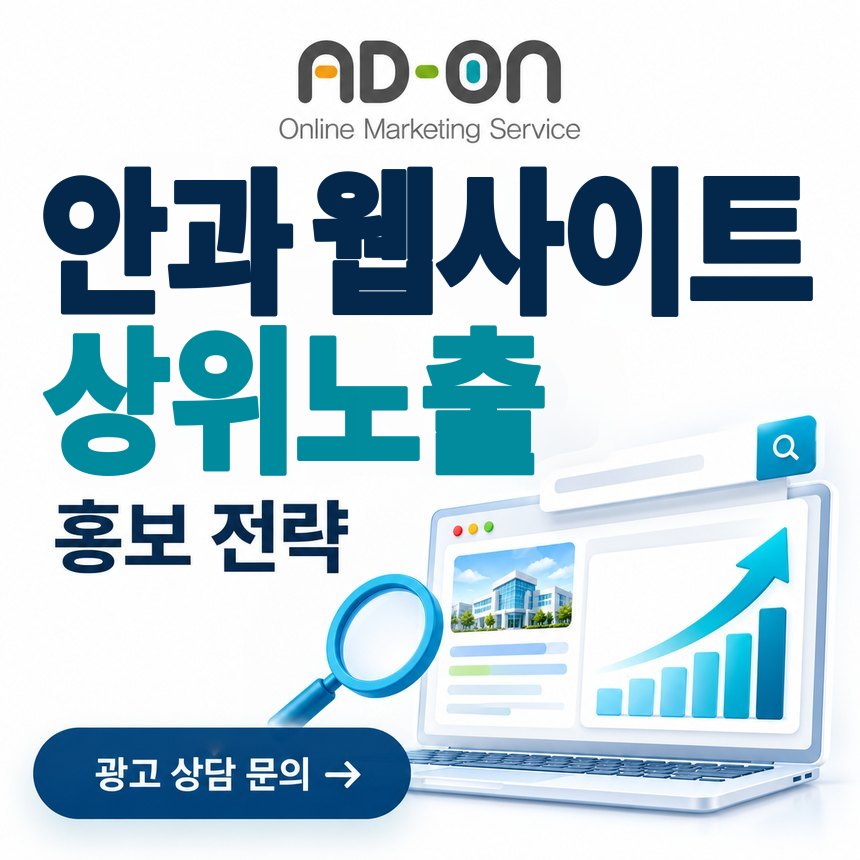 AD-ON
Online Marketing Service
안과 웹사이트
상위노출
홍보 전략
광고 상담 문의 →